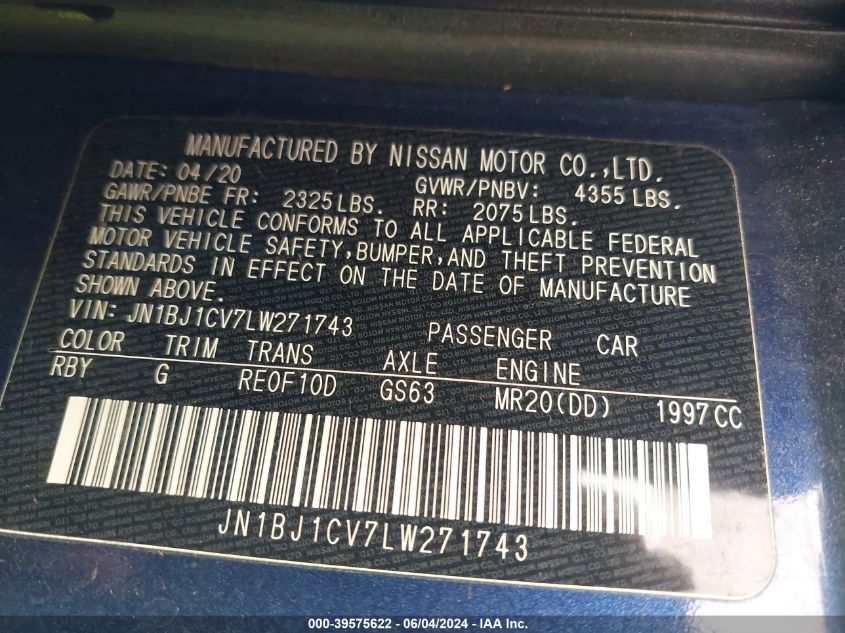 MANUFACTURED BY NISSAN MOTOR CO.,LTD.
DATE: 04/20 GVWR/PNBV: 4355 LBS.
GAWR/PNBE FR: 2325 LBS. RR: 2075 LBS.
THIS VEHICLE CONFORMS TO ALL APPLICABLE FEDERAL
MOTOR VEHICLE SAFETY,BUMPER,AND THEFT PREVENTION
STANDARDS IN EFFECT ON THE DATE OF MANUFACTURE
SHOWN ABOVE.
VIN: JN1BJ1CV7LW271743 PASSENGER CAR
COLOR TRIM TRANS AXLE ENGINE
RBY G RE0F10D GS63 MR20(DD) 1997 CC
JN1BJ1CV7LW271743
000-39575622 - 06/04/2024 - IAA Inc.